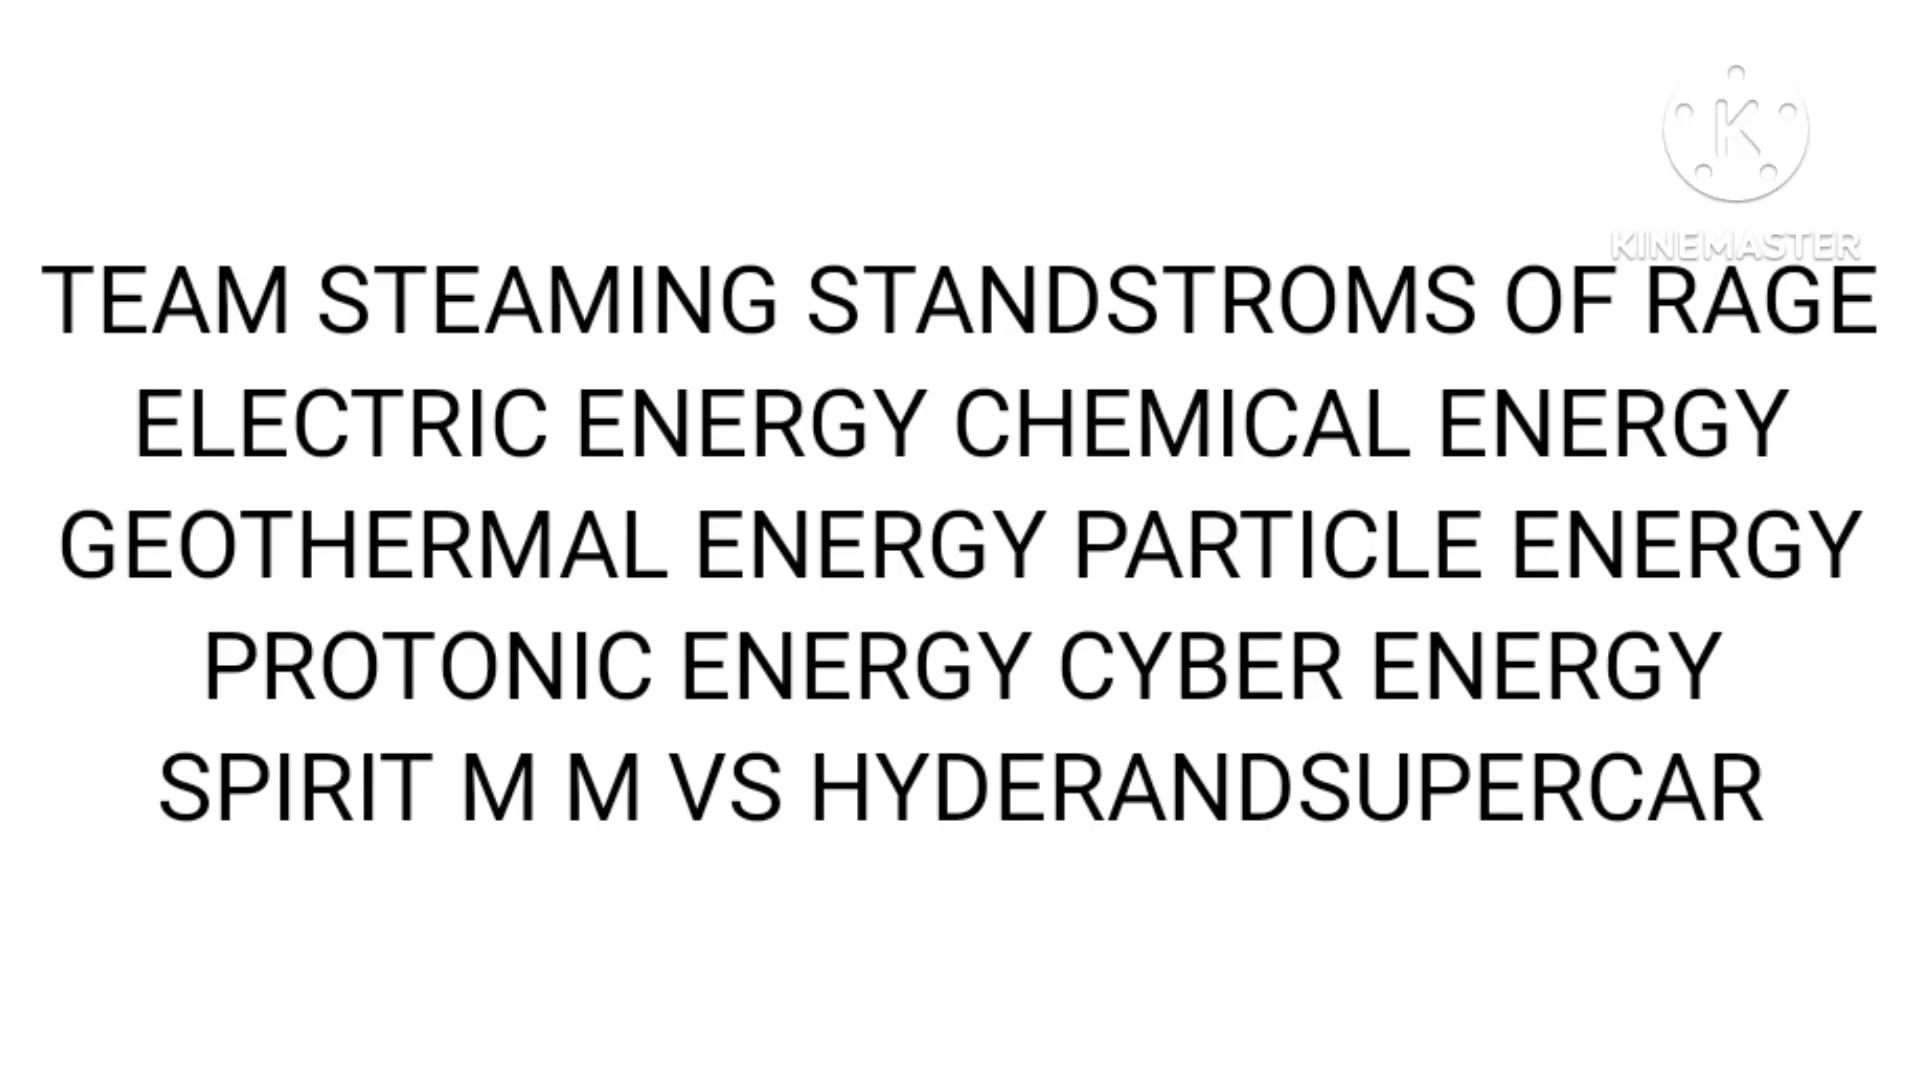 K
KINEMASTER
TEAM STEAMING STANDSTROMS OF RAGE
ELECTRIC ENERGY CHEMICAL ENERGY
GEOTHERMAL ENERGY PARTICLE ENERGY
PROTONIC ENERGY CYBER ENERGY
SPIRIT M M VS HYDERANDSUPERCAR